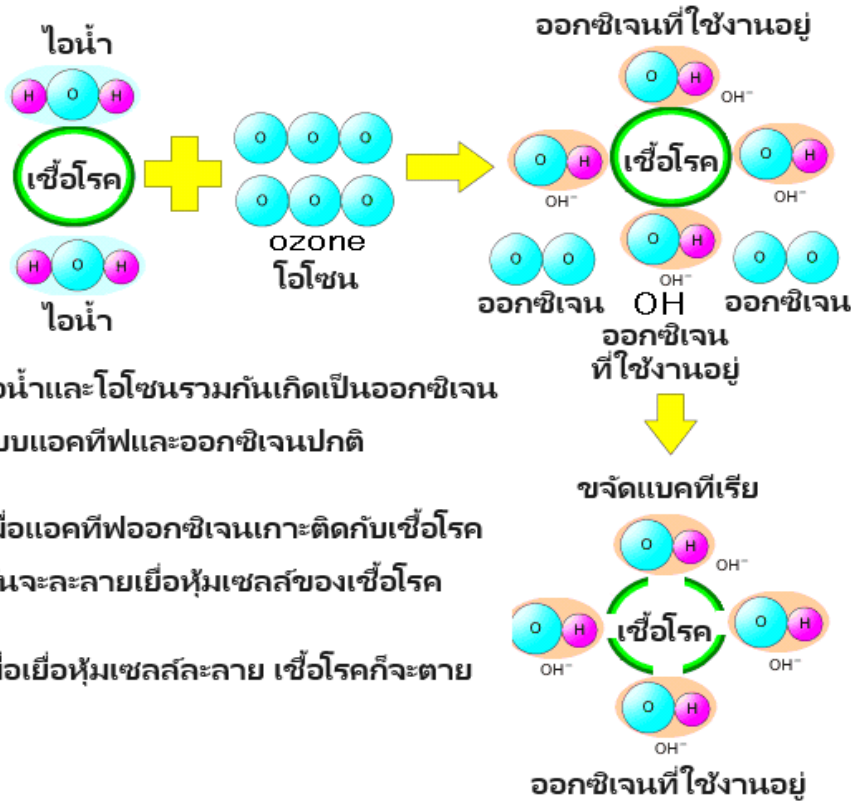 ไอน้ำ
H O H
เชื้อโรค
H O H
ไอน้ำ
O O O
O O O
ozone
โอโซน
ออกซิเจนที่ใช้งานอยู่
O H
OH⁻
O H
OH⁻
เชื้อโรค
O H
OH⁻
O H
OH⁻
O O
ออกซิเจน
O O
ออกซิเจน
OH
ออกซิเจน
ที่ใช้งานอยู่
น้ำและโอโซนรวมกันเกิดเป็นออกซิเจน
แอคทีฟและออกซิเจนปกติ
แอคทีฟออกซิเจนเกาะติดกับเชื้อโรค
จะละลายเยื่อหุ้มเซลล์ของเชื้อโรค
เยื่อหุ้มเซลล์ละลาย เชื้อโรคก็จะตาย
ขจัดแบคทีเรีย
O H
OH⁻
O H
OH⁻
เชื้อโรค
O H
OH⁻
O H
OH⁻
ออกซิเจนที่ใช้งานอยู่